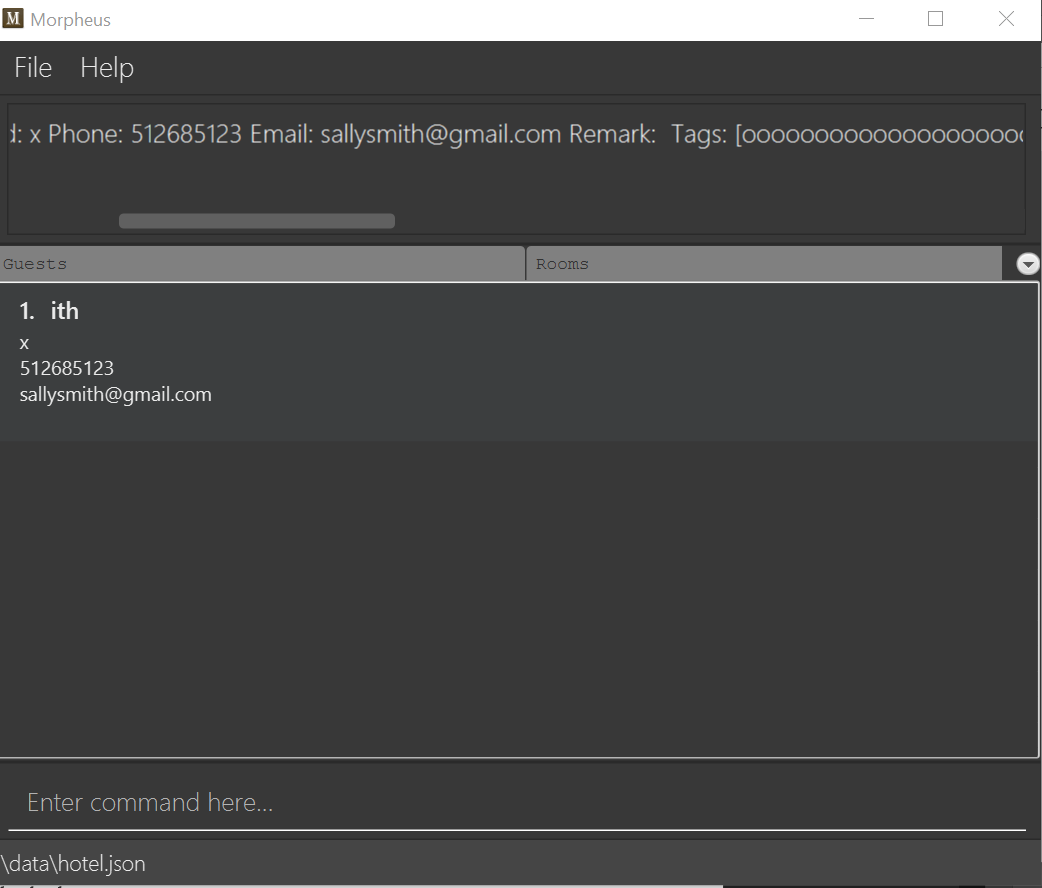 M Morpheus
File Help
d: x Phone: 512685123 Email: sallysmith@gmail.com Remark: Tags: [oooooooooooooooooooo
Guests Rooms
1. ith
x
512685123
sallysmith@gmail.com
Enter command here...
\data\hotel.json